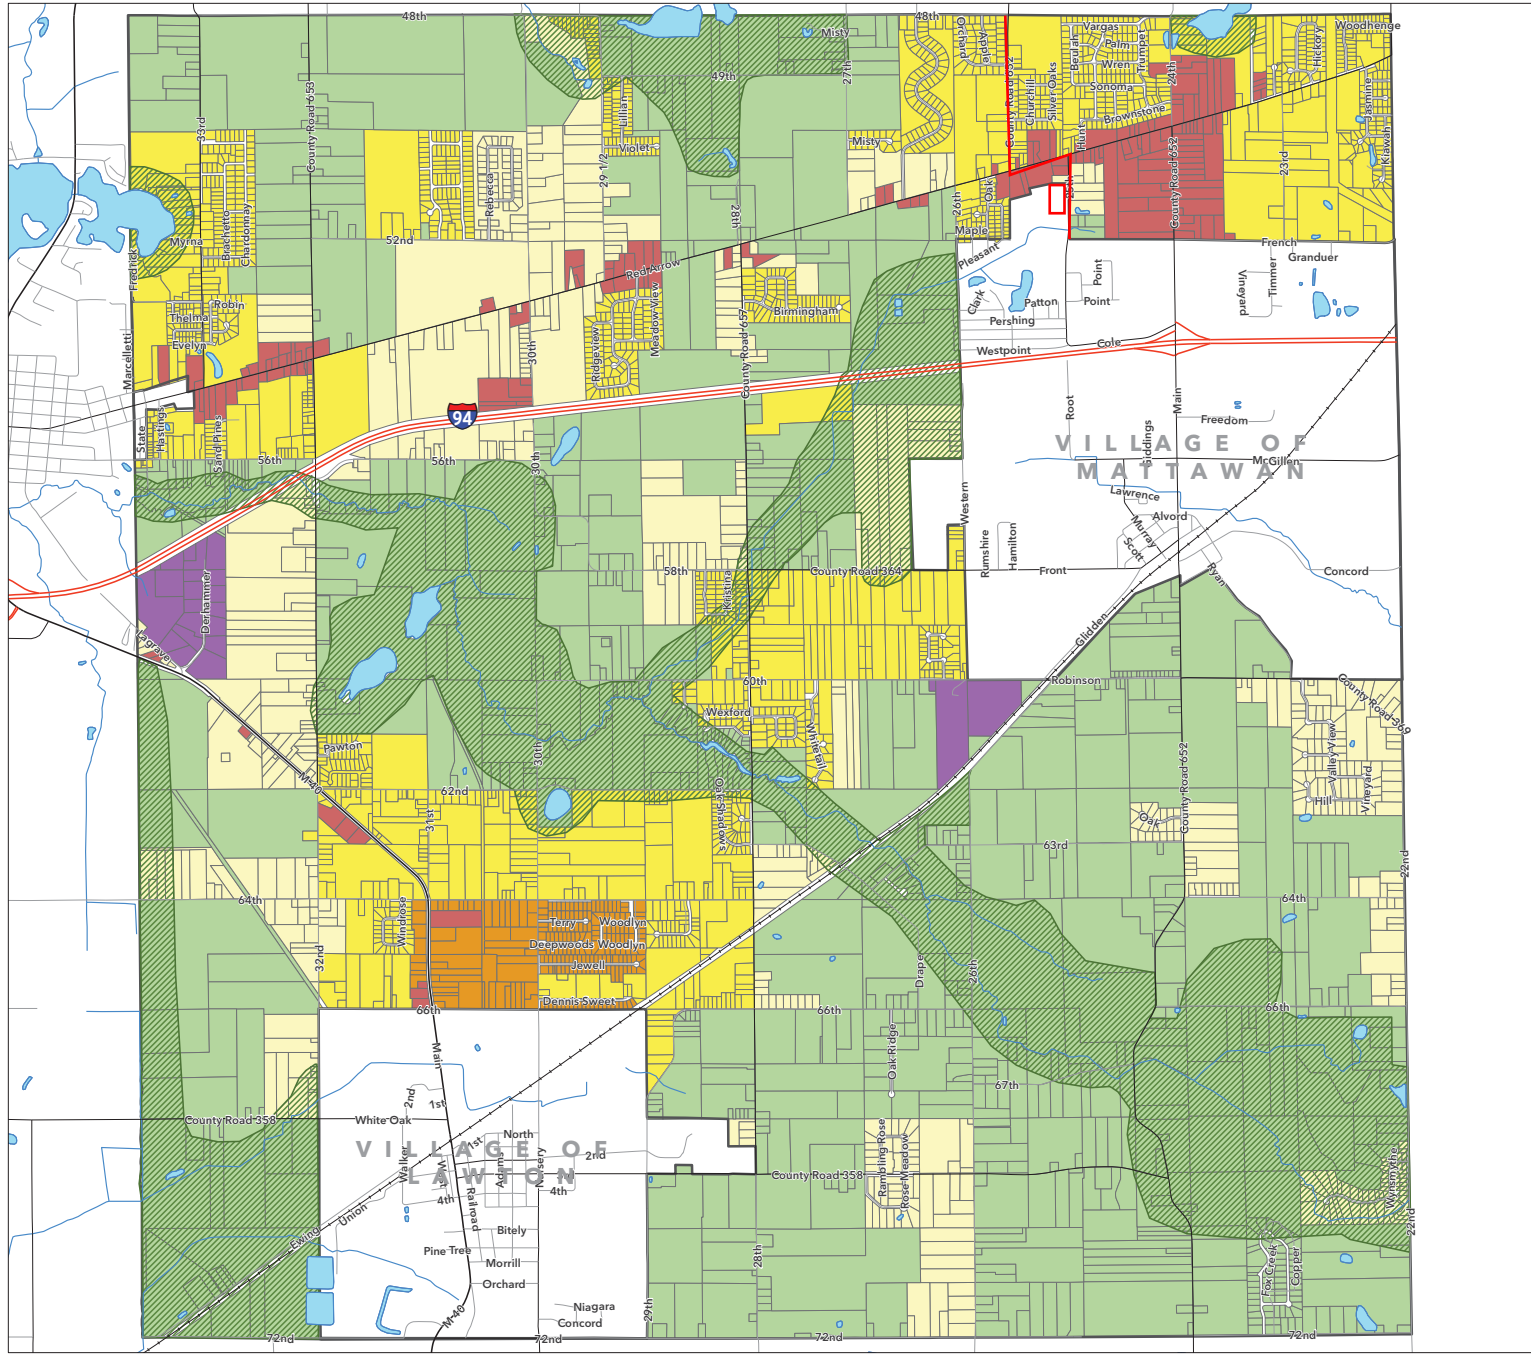 48th
48th
Misty
49th
27th
Orchard
Apple
County Road 652
Churchill
Silver Oaks
Beulah
Vargas
Palm
Wren
Sonoma
Trumpet
24th
Brownstone
Hunt
Hickory
Woodhenge
Jasmine
Kiawah
23rd
33rd
County Road 653
Lillian
Violet
29 1/2
Rebecca
28th
Misty
26th
Oak
Maple
Pleasant
25th
County Road 652
French
Granduer
Myrna
Bracheto
Chardonnay
Fredrick
52nd
Red Arrow
Robin
Thelma
Evelyn
Marcelletti
Meadow View
Ridgeview
30th
County Road 657
Birmingham
Clark
Patton
Point
Point
Pershing
Westpoint
Cole
Vineyard
Timmer
94
State
Hastings
Sand Pines
56th
56th
30th
Root
Main
Giddings
Freedom
VILLAGE OF
MATTAWAN
McGillen
Lawrence
Alvord
Murray
Scott
Western
Rumshire
Hamilton
Front
Ryan
Concord
58th
County Road 364
Kristina
Derhammer
Lagrave
Glidden
60th
Robinson
County Road 369
Wexford
Whitetail
Pawton
M-40
30th
62nd
31st
Oak Shadows
County Road 652
Valley View
Vineyard
Hill
Oak
63rd
22nd
64th
64th
Windrose
32nd
Terry
Woodlyn
Deepwoods
Woodlyn
Jewell
Dennis Sweet
Drape
26th
66th
66th
66th
Main
Oak Ridge
67th
2nd
1st
County Road 358
White Oak
VILLAGE OF
LAWTON
1st
North
2nd
Walker
Adams
Nursery
4th
4th
Railroad
Union
Ewing
Bitely
Pine Tree
Morrill
Orchard
Niagara
Concord
M-40
29th
28th
County Road 358
Rambling Rose
Rose Meadow
Wynsmythe
22nd
Fox Creek
Copper
72nd
72nd
72nd
72nd